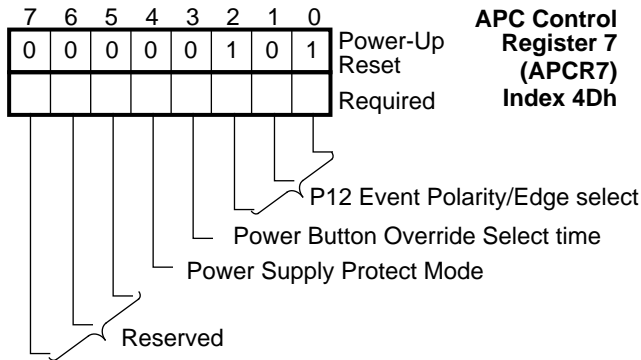 7 6 5 4 3 2 1 0
0 0 0 0 0 1 0 1
Power-Up
Reset
Required
APC Control
Register 7
(APCR7)
Index 4Dh
P12 Event Polarity/Edge select
Power Button Override Select time
Power Supply Protect Mode
Reserved